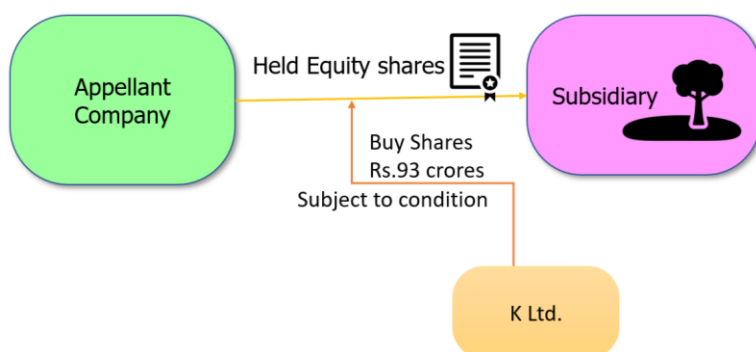 Appellant
Company
Held Equity shares
Subsidiary
Buy Shares
Rs.93 crores
Subject to condition
K Ltd.